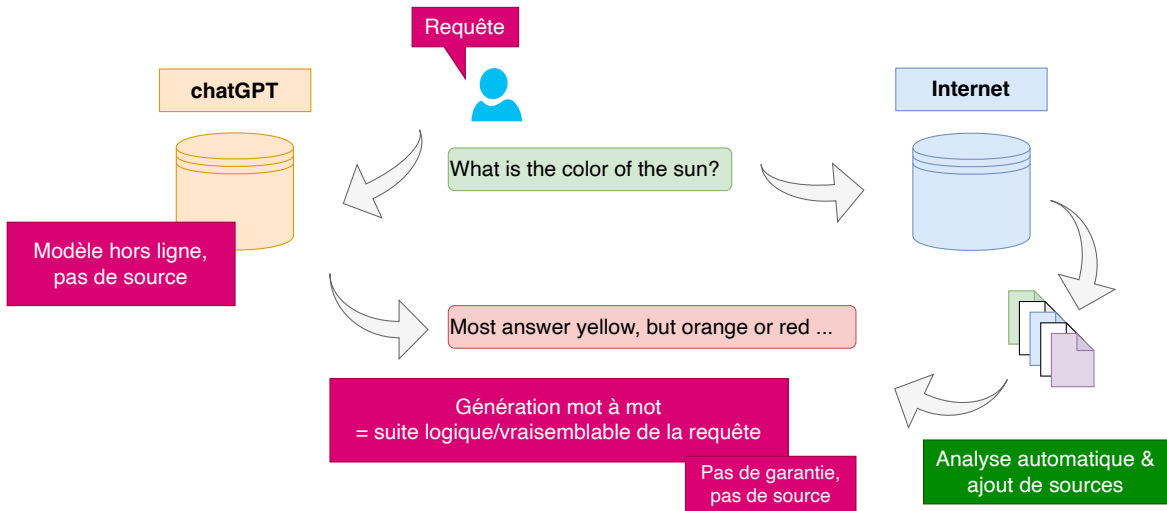 Requête
chatGPT
Internet
What is the color of the sun?
Modèle hors ligne,
pas de source
Most answer yellow, but orange or red ...
Génération mot à mot
= suite logique/vraisemblable de la requête
Pas de garantie,
pas de source
Analyse automatique &
ajout de sources